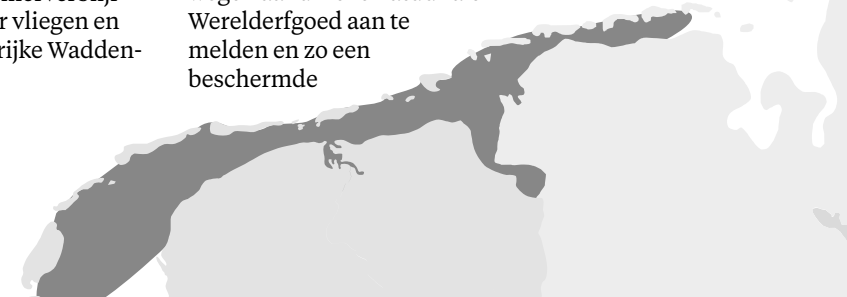 r vliegen en
rijke Wadden-
Werelderfgoed aan te
melden en zo een
beschermde